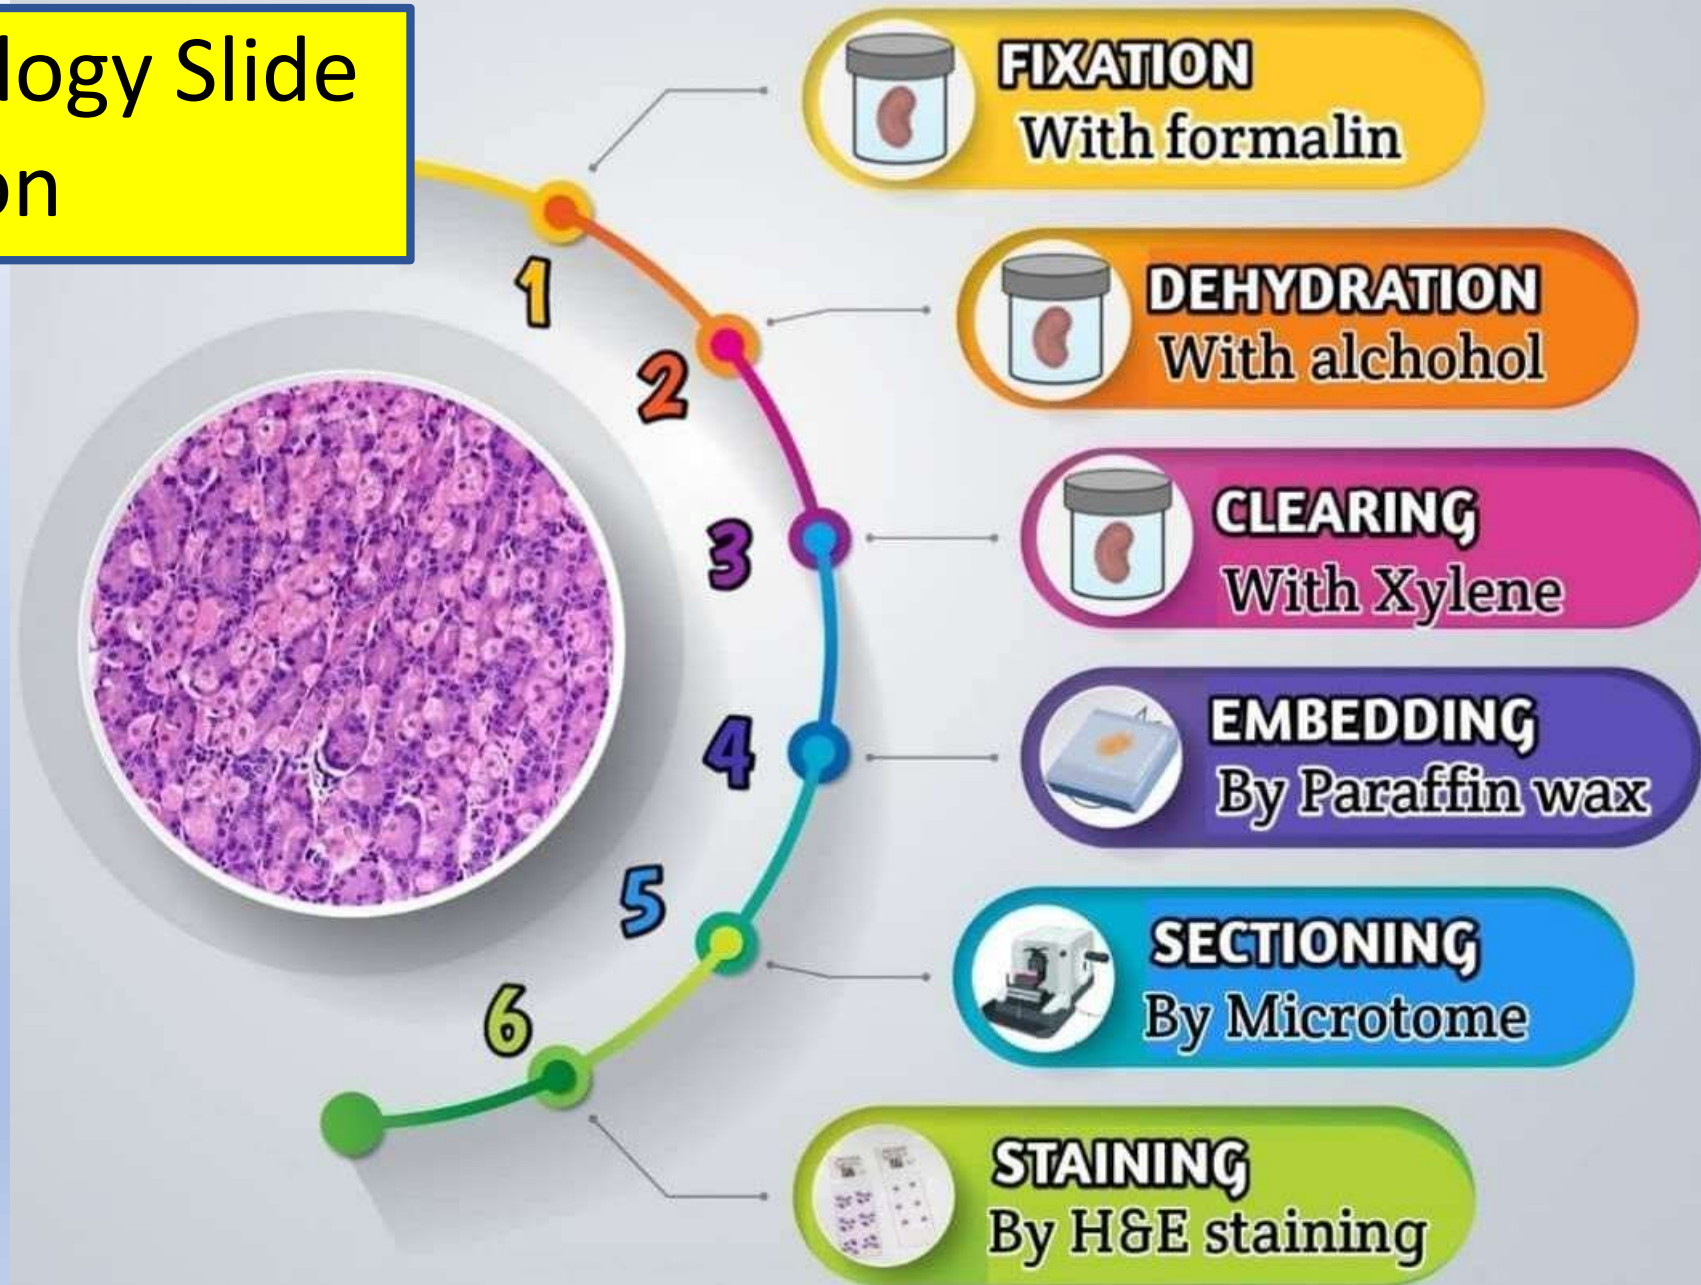 logy Slide
on
1
FIXATION
With formalin
2
DEHYDRATION
With alchohol
3
CLEARING
With Xylene
4
EMBEDDING
By Paraffin wax
5
SECTIONING
By Microtome
6
STAINING
By H&E staining